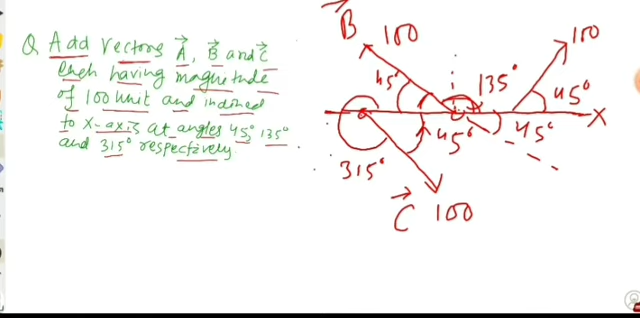 Q Add vectors A, B and C
each having magnitude
of 100 unit and inclined
to X-axis at angles 45°, 135°
and 315° respectively
B 100
100
45°
135°
45°
X
45°
45°
315°
C 100